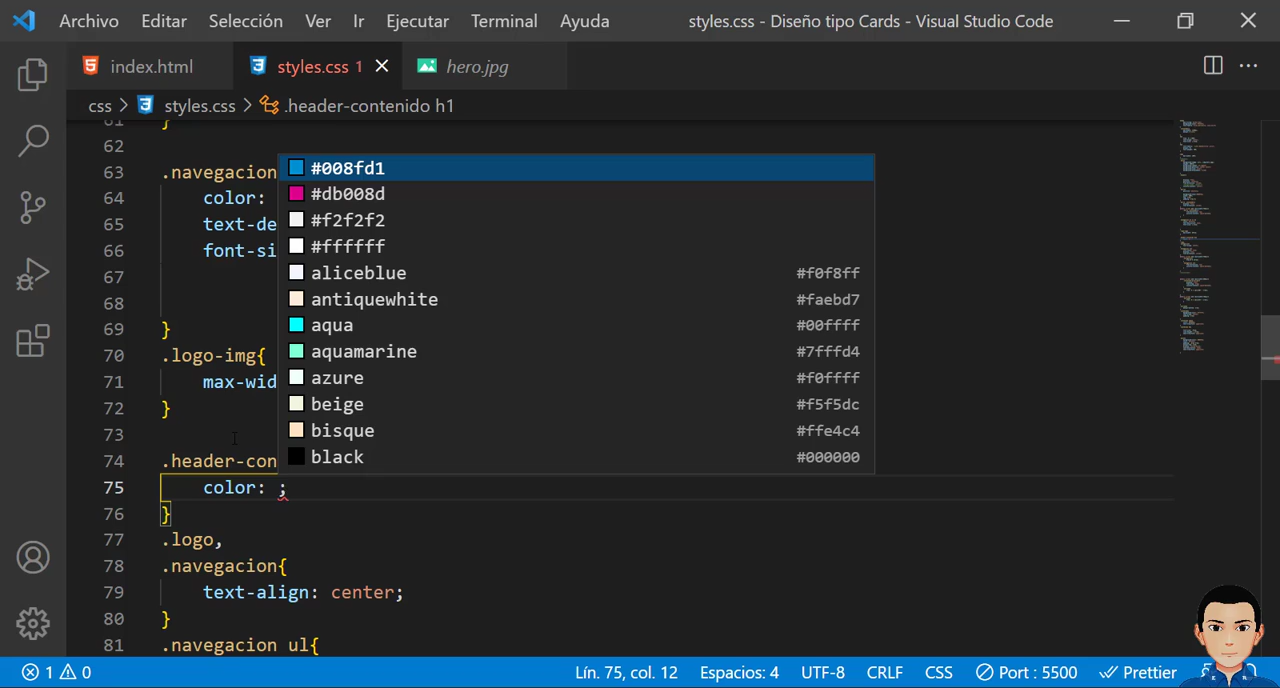 Archivo Editar Selección Ver Ir Ejecutar Terminal Ayuda styles.css - Diseño tipo Cards - Visual Studio Code
index.html styles.css 1 hero.jpg
css > styles.css > .header-contenido h1
61 }
62
63 .navegacion
64 color:
65 text-de
66 font-si
67
68
69 }
70 .logo-img{
71 max-wid
72 }
73
74 .header-con
75 color: ;
76 }
77 .logo,
78 .navegacion{
79 text-align: center;
80 }
81 .navegacion ul{
#008fd1
#db008d
#f2f2f2
#ffffff
aliceblue #f0f8ff
antiquewhite #faebd7
aqua #00ffff
aquamarine #7fffd4
azure #f0ffff
beige #f5f5dc
bisque #ffe4c4
black #000000
1 0 Lín. 75, col. 12 Espacios: 4 UTF-8 CRLF CSS Port : 5500 Prettier